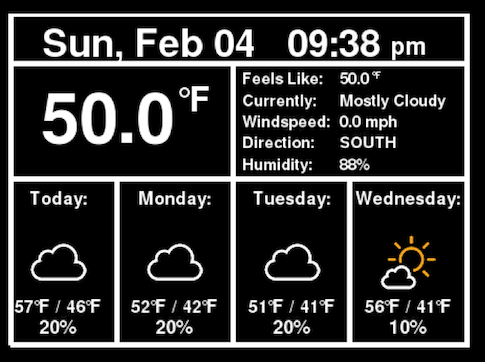 Sun, Feb 04 09:38 pm
50.0°F
Feels Like: 50.0°F
Currently: Mostly Cloudy
Windspeed: 0.0 mph
Direction: SOUTH
Humidity: 88%
Today: Monday: Tuesday: Wednesday:
57°F / 46°F 52°F / 42°F 51°F / 41°F 56°F / 41°F
20% 20% 20% 10%